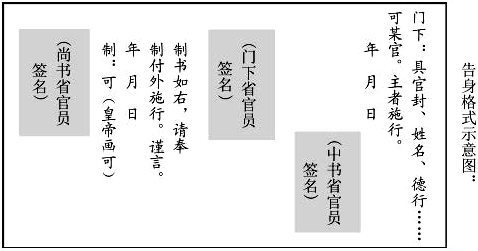 告身格式示意图：
门下：具官封、姓名、德行……
可某官。主者施行。
年 月 日
（中书省官员
签名）
（门下省官员
签名）
制书如右，请奉
制付外施行。谨言。
年 月 日
制：可（皇帝画可）
（尚书省官员
签名）